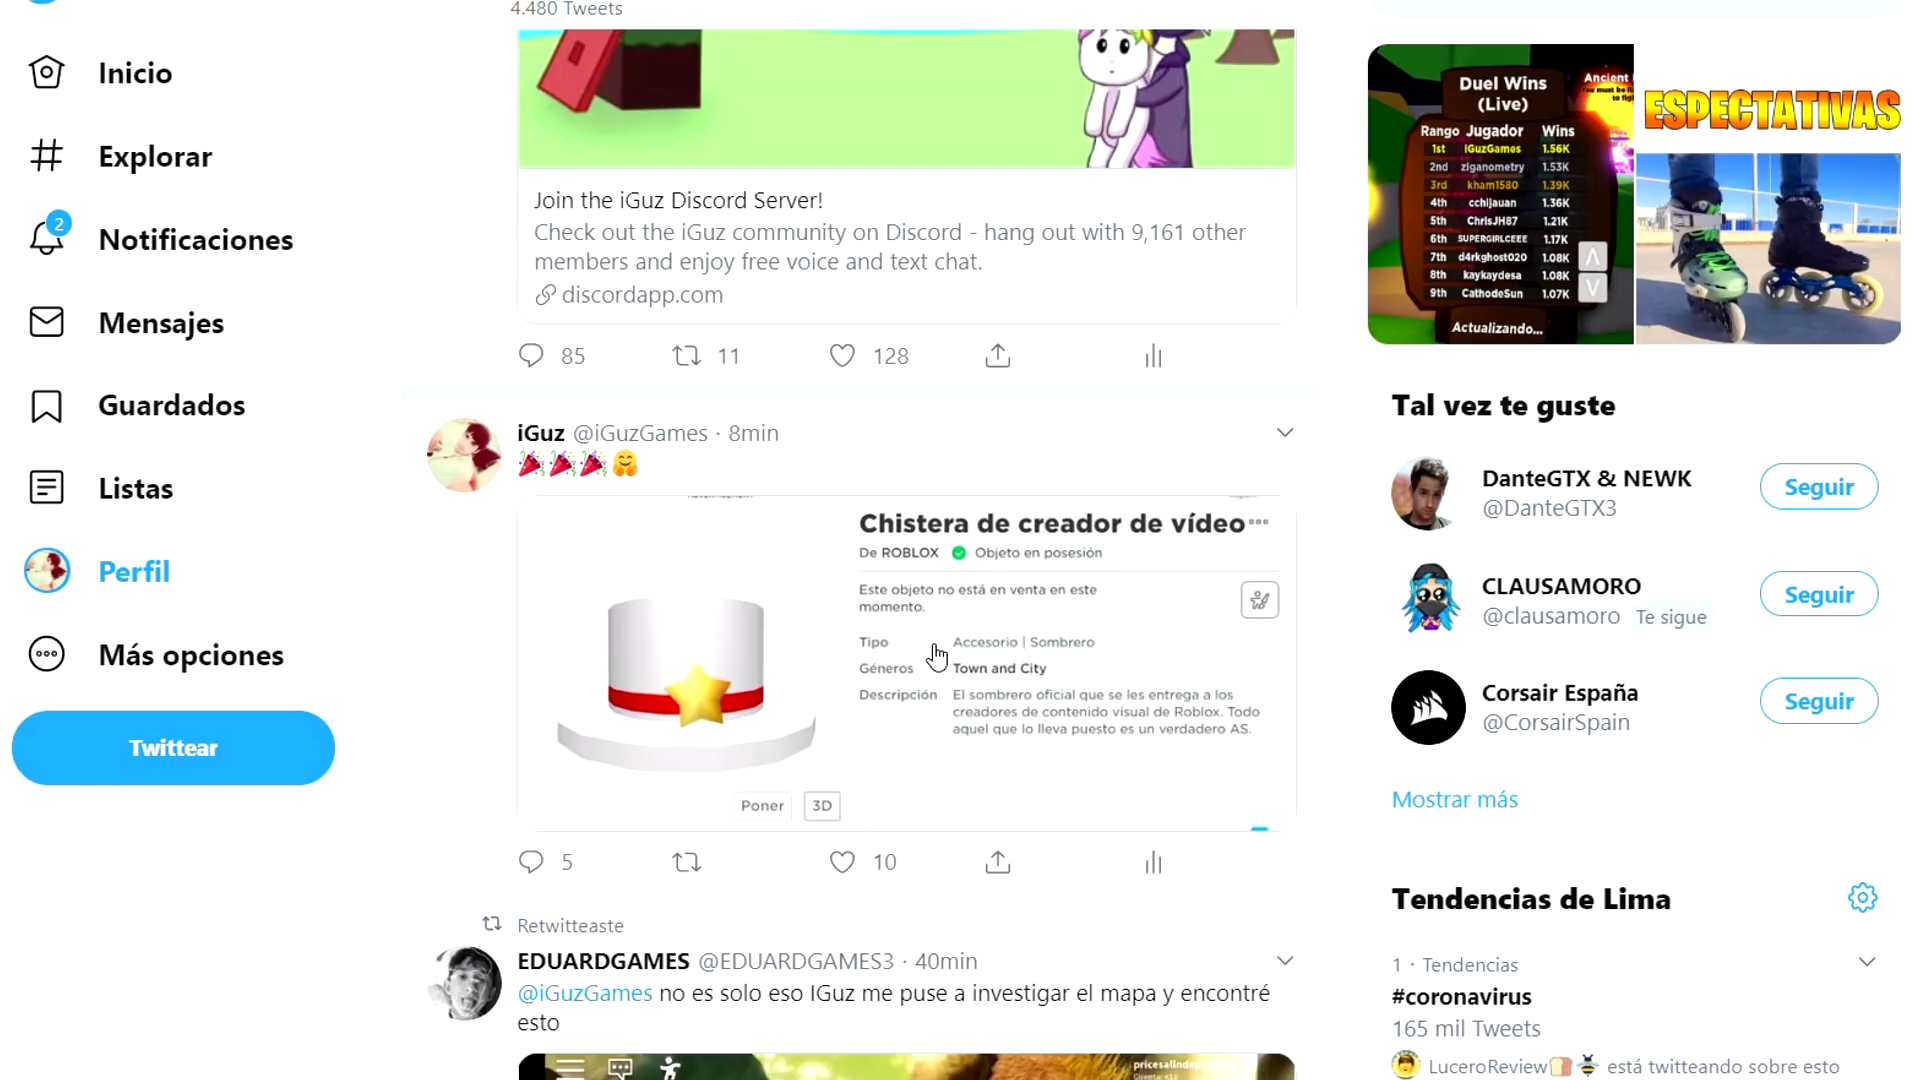 4.480 Tweets
Inicio
Explorar
2
Notificaciones
Mensajes
Guardados
Listas
Perfil
Más opciones
Twittear
Join the iGuz Discord Server!
Check out the iGuz community on Discord - hang out with 9,161 other
members and enjoy free voice and text chat.
discordapp.com
85 11 128
iGuz @iGuzGames · 8min
Chistera de creador de vídeo
De ROBLOX Objeto en posesión
Este objeto no está en venta en este
momento.
Tipo Accesorio | Sombrero
Géneros Town and City
Descripción El sombrero oficial que se les entrega a los
creadores de contenido visual de Roblox. Todo
aquel que lo lleva puesto es un verdadero AS.
Poner 3D
5 10
Retwitteaste
EDUARDGAMES @EDUARDGAMES3 · 40min
@iGuzGames no es solo eso IGuz me puse a investigar el mapa y encontré
esto
Duel Wins
(Live)
Rango Jugador Wins
1st IGuzGames 1.56K
2nd ziganometry 1.53K
3rd kham1580 1.39K
4th cchijauan 1.36K
5th ChrisJH87 1.21K
6th SUPERGIRLCEEE 1.17K
7th d4rkghost020 1.08K
8th kaykaydesa 1.08K
9th CathodeSun 1.07K
Actualizando...
Ancient
ESPECTATIVAS
Tal vez te guste
DanteGTX & NEWK
@DanteGTX3
Seguir
CLAUSAMORO
@clausamoro Te sigue
Seguir
Corsair España
@CorsairSpain
Seguir
Mostrar más
Tendencias de Lima
1 · Tendencias
#coronavirus
165 mil Tweets
LuceroReview está twitteando sobre esto